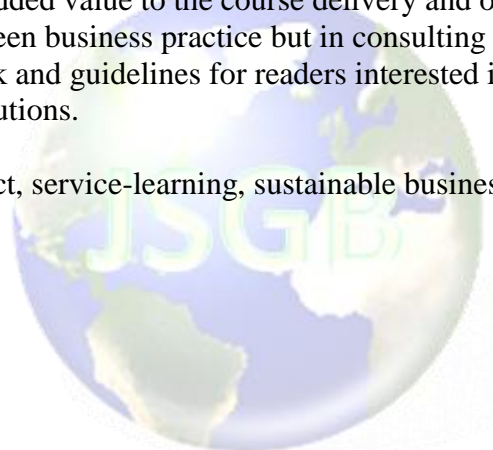 dded value to the course delivery and o
een business practice but in consulting
k and guidelines for readers interested i
utions.
ct, service-learning, sustainable busines
JSGB